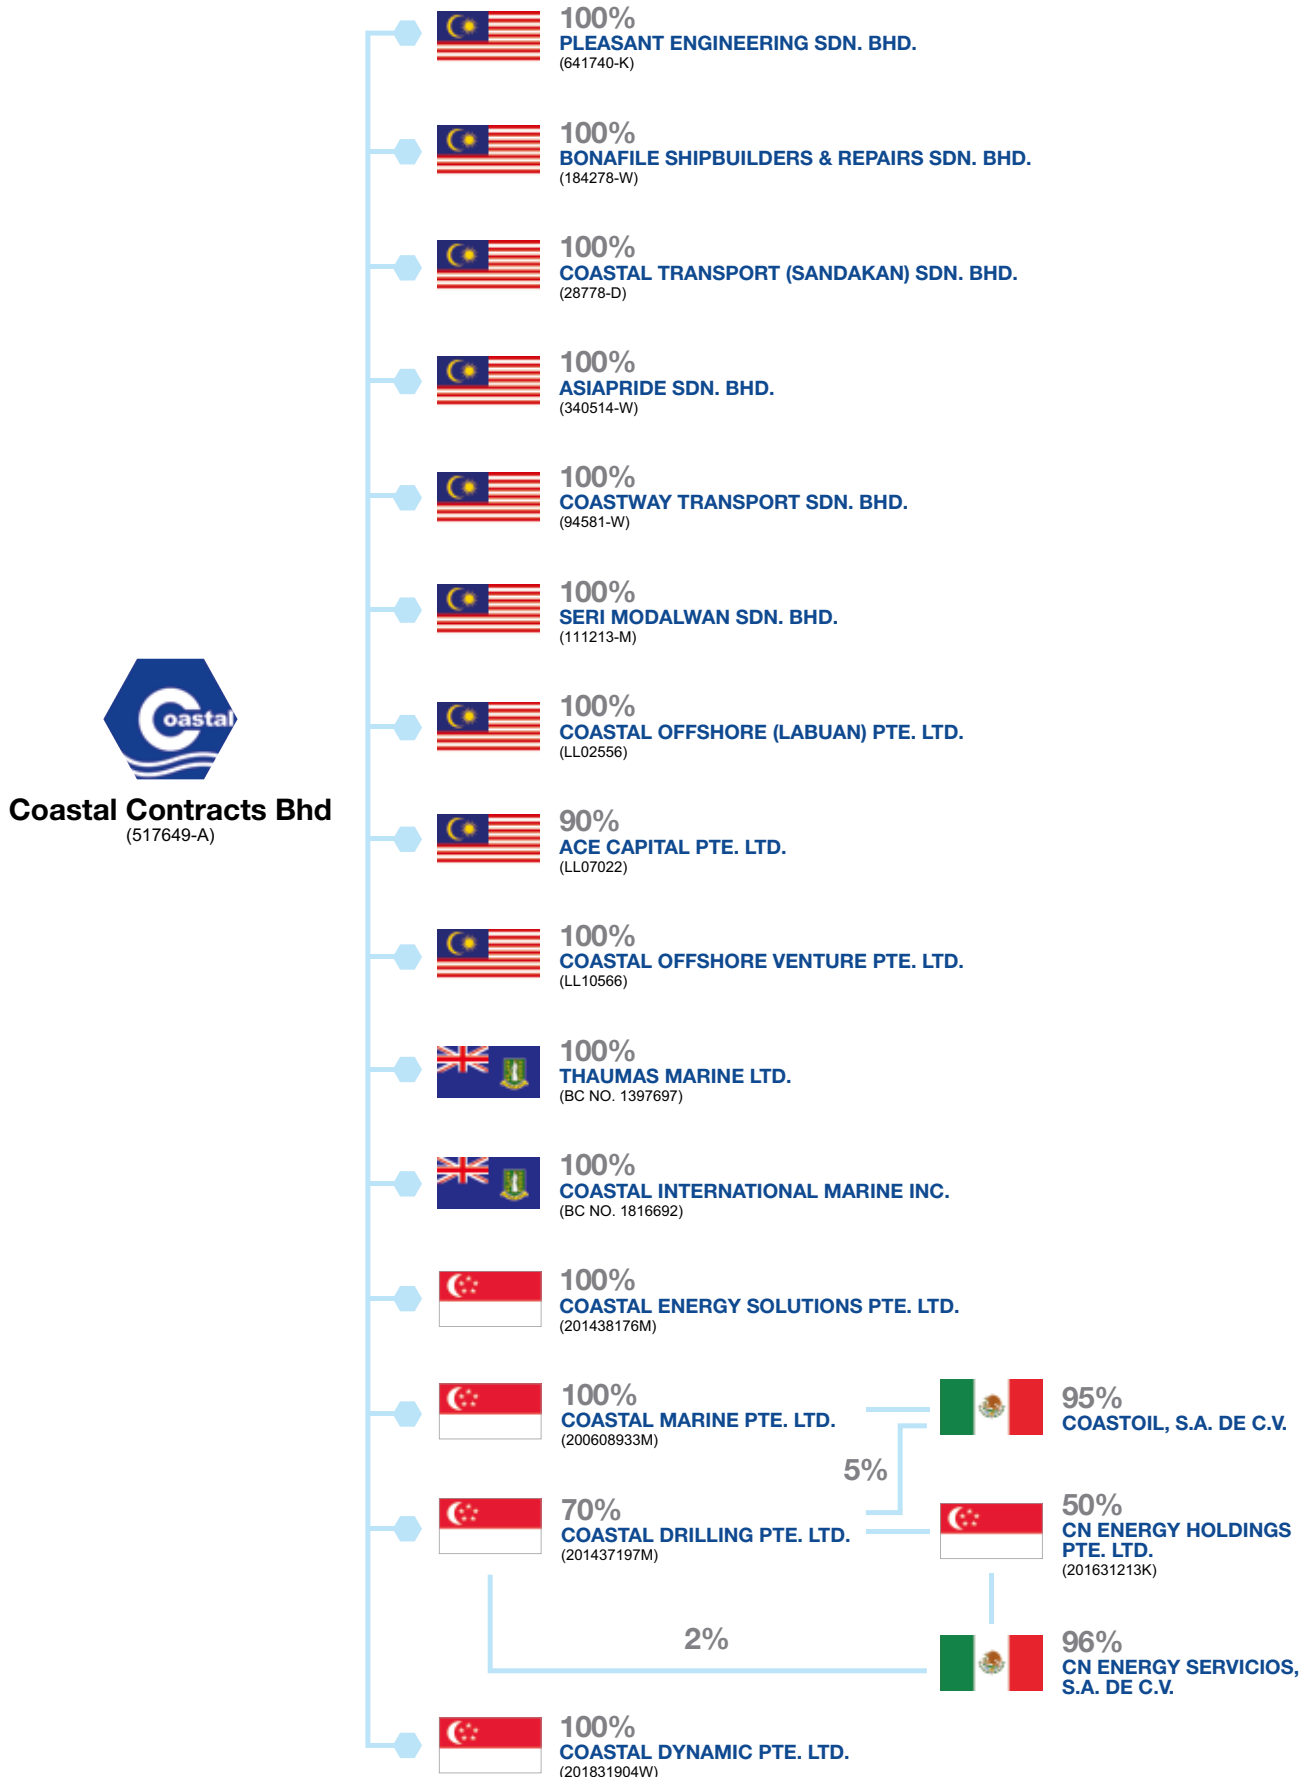 100%
PLEASANT ENGINEERING SDN. BHD.
(641740-K)
100%
BONAFILE SHIPBUILDERS & REPAIRS SDN. BHD.
(184278-W)
100%
COASTAL TRANSPORT (SANDAKAN) SDN. BHD.
(28778-D)
100%
ASIAPRIDE SDN. BHD.
(340514-W)
100%
COASTWAY TRANSPORT SDN. BHD.
(94581-W)
100%
SERI MODALWAN SDN. BHD.
(111213-M)
Coastal
Coastal Contracts Bhd
(517649-A)
100%
COASTAL OFFSHORE (LABUAN) PTE. LTD.
(LL02556)
90%
ACE CAPITAL PTE. LTD.
(LL07022)
100%
COASTAL OFFSHORE VENTURE PTE. LTD.
(LL10566)
100%
THAUMAS MARINE LTD.
(BC NO. 1397697)
100%
COASTAL INTERNATIONAL MARINE INC.
(BC NO. 1816692)
100%
COASTAL ENERGY SOLUTIONS PTE. LTD.
(201438176M)
100%
COASTAL MARINE PTE. LTD.
(200608933M)
95%
COASTOIL, S.A. DE C.V.
5%
70%
COASTAL DRILLING PTE. LTD.
(201437197M)
50%
CN ENERGY HOLDINGS
PTE. LTD.
(201631213K)
2%
96%
CN ENERGY SERVICIOS,
S.A. DE C.V.
100%
COASTAL DYNAMIC PTE. LTD.
(201831904W)